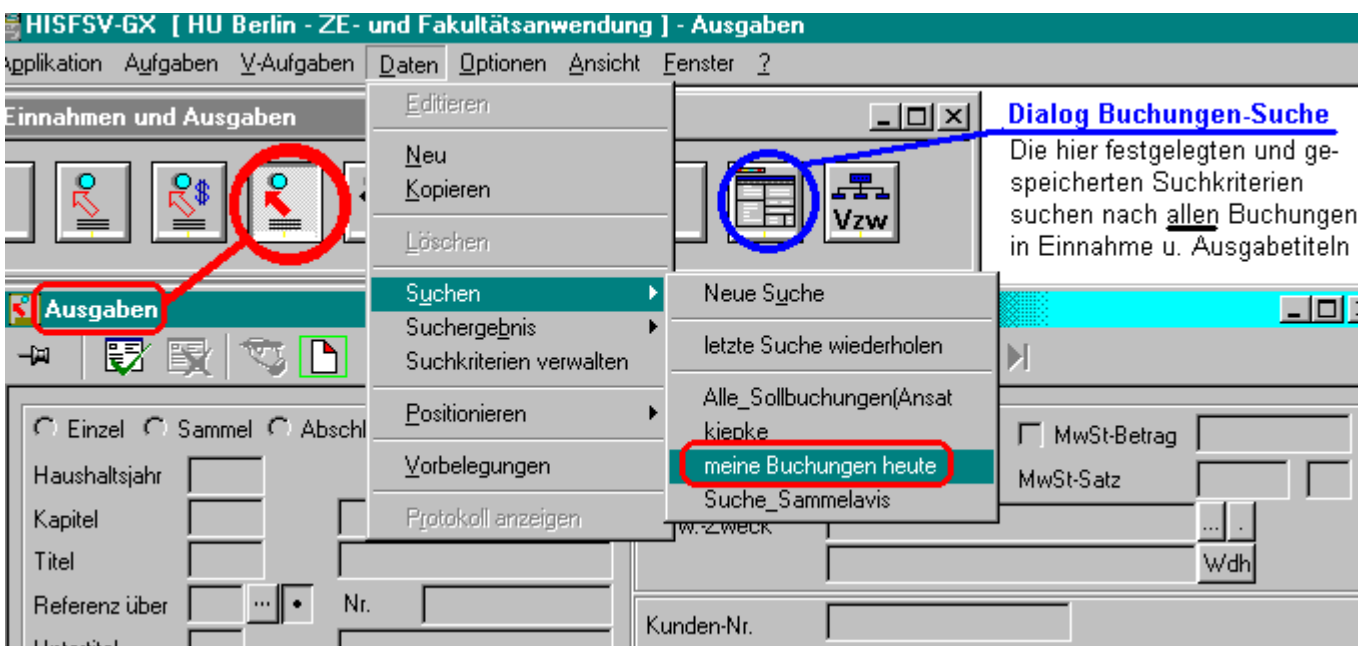 HISFSV-GX [ HU Berlin - ZE- und Fakultätsanwendung ] - Ausgaben
Applikation Aufgaben V-Aufgaben Daten Optionen Ansicht Fenster ?
Einnahmen und Ausgaben
$
Vzw
Dialog Buchungen-Suche
Die hier festgelegten und ge-
speicherten Suchkriterien
suchen nach allen Buchungen
in Einnahme u. Ausgabetiteln
Editieren
Neu
Kopieren
Löschen
Suchen
Suchergebnis
Suchkriterien verwalten
Positionieren
Vorbelegungen
Protokoll anzeigen
Neue Suche
letzte Suche wiederholen
Alle_Sollbuchungen(Ansat
kiepke
meine Buchungen heute
Suche_Sammelavis
Ausgaben
Einzel Sammel Abschl
Haushaltsjahr
Kapitel
Titel
Referenz über ... Nr.
Untertitel
MwSt-Betrag
MwSt-Satz
w.-Zweck ... .
Wdh
Kunden-Nr.